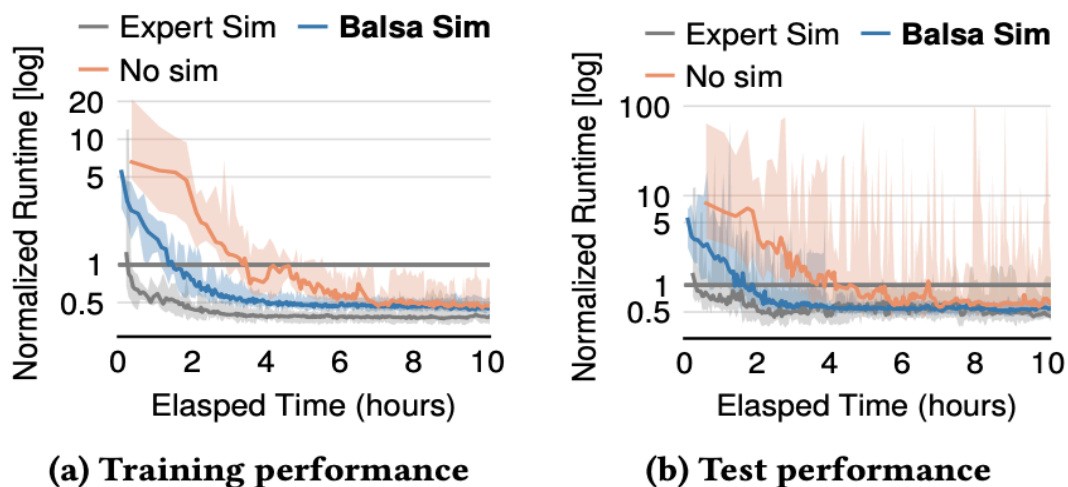 Expert Sim Balsa Sim
No sim
Normalized Runtime [log]
20
10
5
1
0.5
0 2 4 6 8 10
Elasped Time (hours)
(a) Training performance
Expert Sim Balsa Sim
No sim
Normalized Runtime [log]
100
10
5
1
0.5
0 2 4 6 8 10
Elasped Time (hours)
(b) Test performance